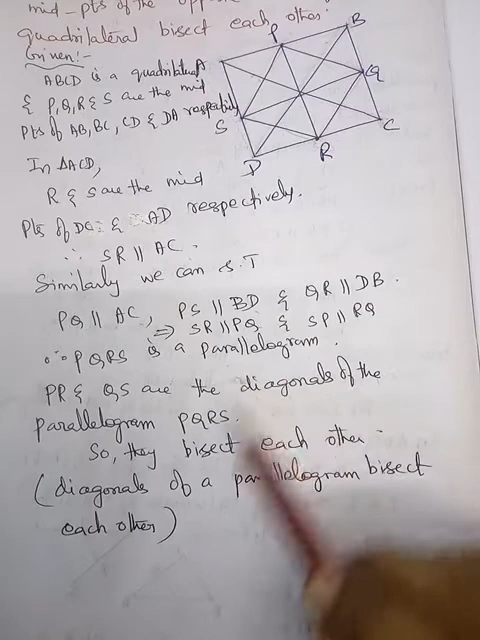 mid-pts of the oppo
quadrilateral bisect each other.
Given:-
ABCD is a quadrilateral
& P, Q, R & S are the mid
Pts of AB, BC, CD & DA respectively
A
P
B
Q
S
C
R
D
In ΔACD,
R & S are the mid
Pts of DC & AD respectively.
∴ SR || AC.
Similarly we can S.T
PQ || AC, PS || BD & QR || DB.
⇒ SR || PQ & SP || RQ
∴ PQRS is a parallelogram.
PR & QS are the diagonals of the
parallelogram PQRS.
So, they bisect each other.
(diagonals of a parallelogram bisect
each other)